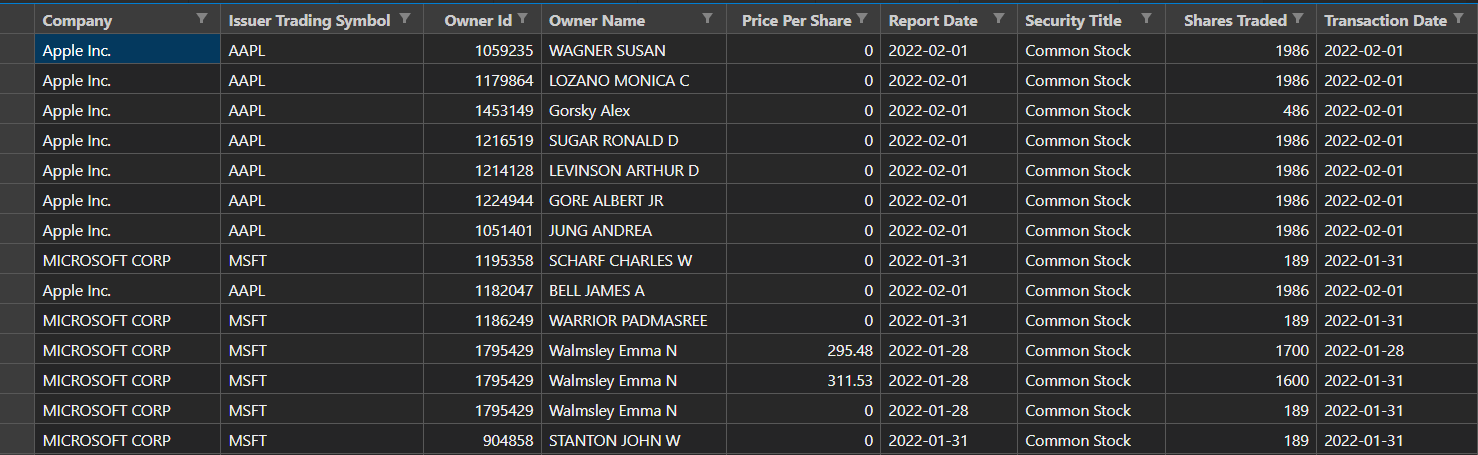 Company Issuer Trading Symbol Owner Id Owner Name Price Per Share Report Date Security Title Shares Traded Transaction Date
Apple Inc. AAPL 1059235 WAGNER SUSAN 0 2022-02-01 Common Stock 1986 2022-02-01
Apple Inc. AAPL 1179864 LOZANO MONICA C 0 2022-02-01 Common Stock 1986 2022-02-01
Apple Inc. AAPL 1453149 Gorsky Alex 0 2022-02-01 Common Stock 486 2022-02-01
Apple Inc. AAPL 1216519 SUGAR RONALD D 0 2022-02-01 Common Stock 1986 2022-02-01
Apple Inc. AAPL 1214128 LEVINSON ARTHUR D 0 2022-02-01 Common Stock 1986 2022-02-01
Apple Inc. AAPL 1224944 GORE ALBERT JR 0 2022-02-01 Common Stock 1986 2022-02-01
Apple Inc. AAPL 1051401 JUNG ANDREA 0 2022-02-01 Common Stock 1986 2022-02-01
MICROSOFT CORP MSFT 1195358 SCHARF CHARLES W 0 2022-01-31 Common Stock 189 2022-01-31
Apple Inc. AAPL 1182047 BELL JAMES A 0 2022-02-01 Common Stock 1986 2022-02-01
MICROSOFT CORP MSFT 1186249 WARRIOR PADMASREE 0 2022-01-31 Common Stock 189 2022-01-31
MICROSOFT CORP MSFT 1795429 Walmsley Emma N 295.48 2022-01-28 Common Stock 1700 2022-01-28
MICROSOFT CORP MSFT 1795429 Walmsley Emma N 311.53 2022-01-28 Common Stock 1600 2022-01-31
MICROSOFT CORP MSFT 1795429 Walmsley Emma N 0 2022-01-28 Common Stock 189 2022-01-31
MICROSOFT CORP MSFT 904858 STANTON JOHN W 0 2022-01-31 Common Stock 189 2022-01-31